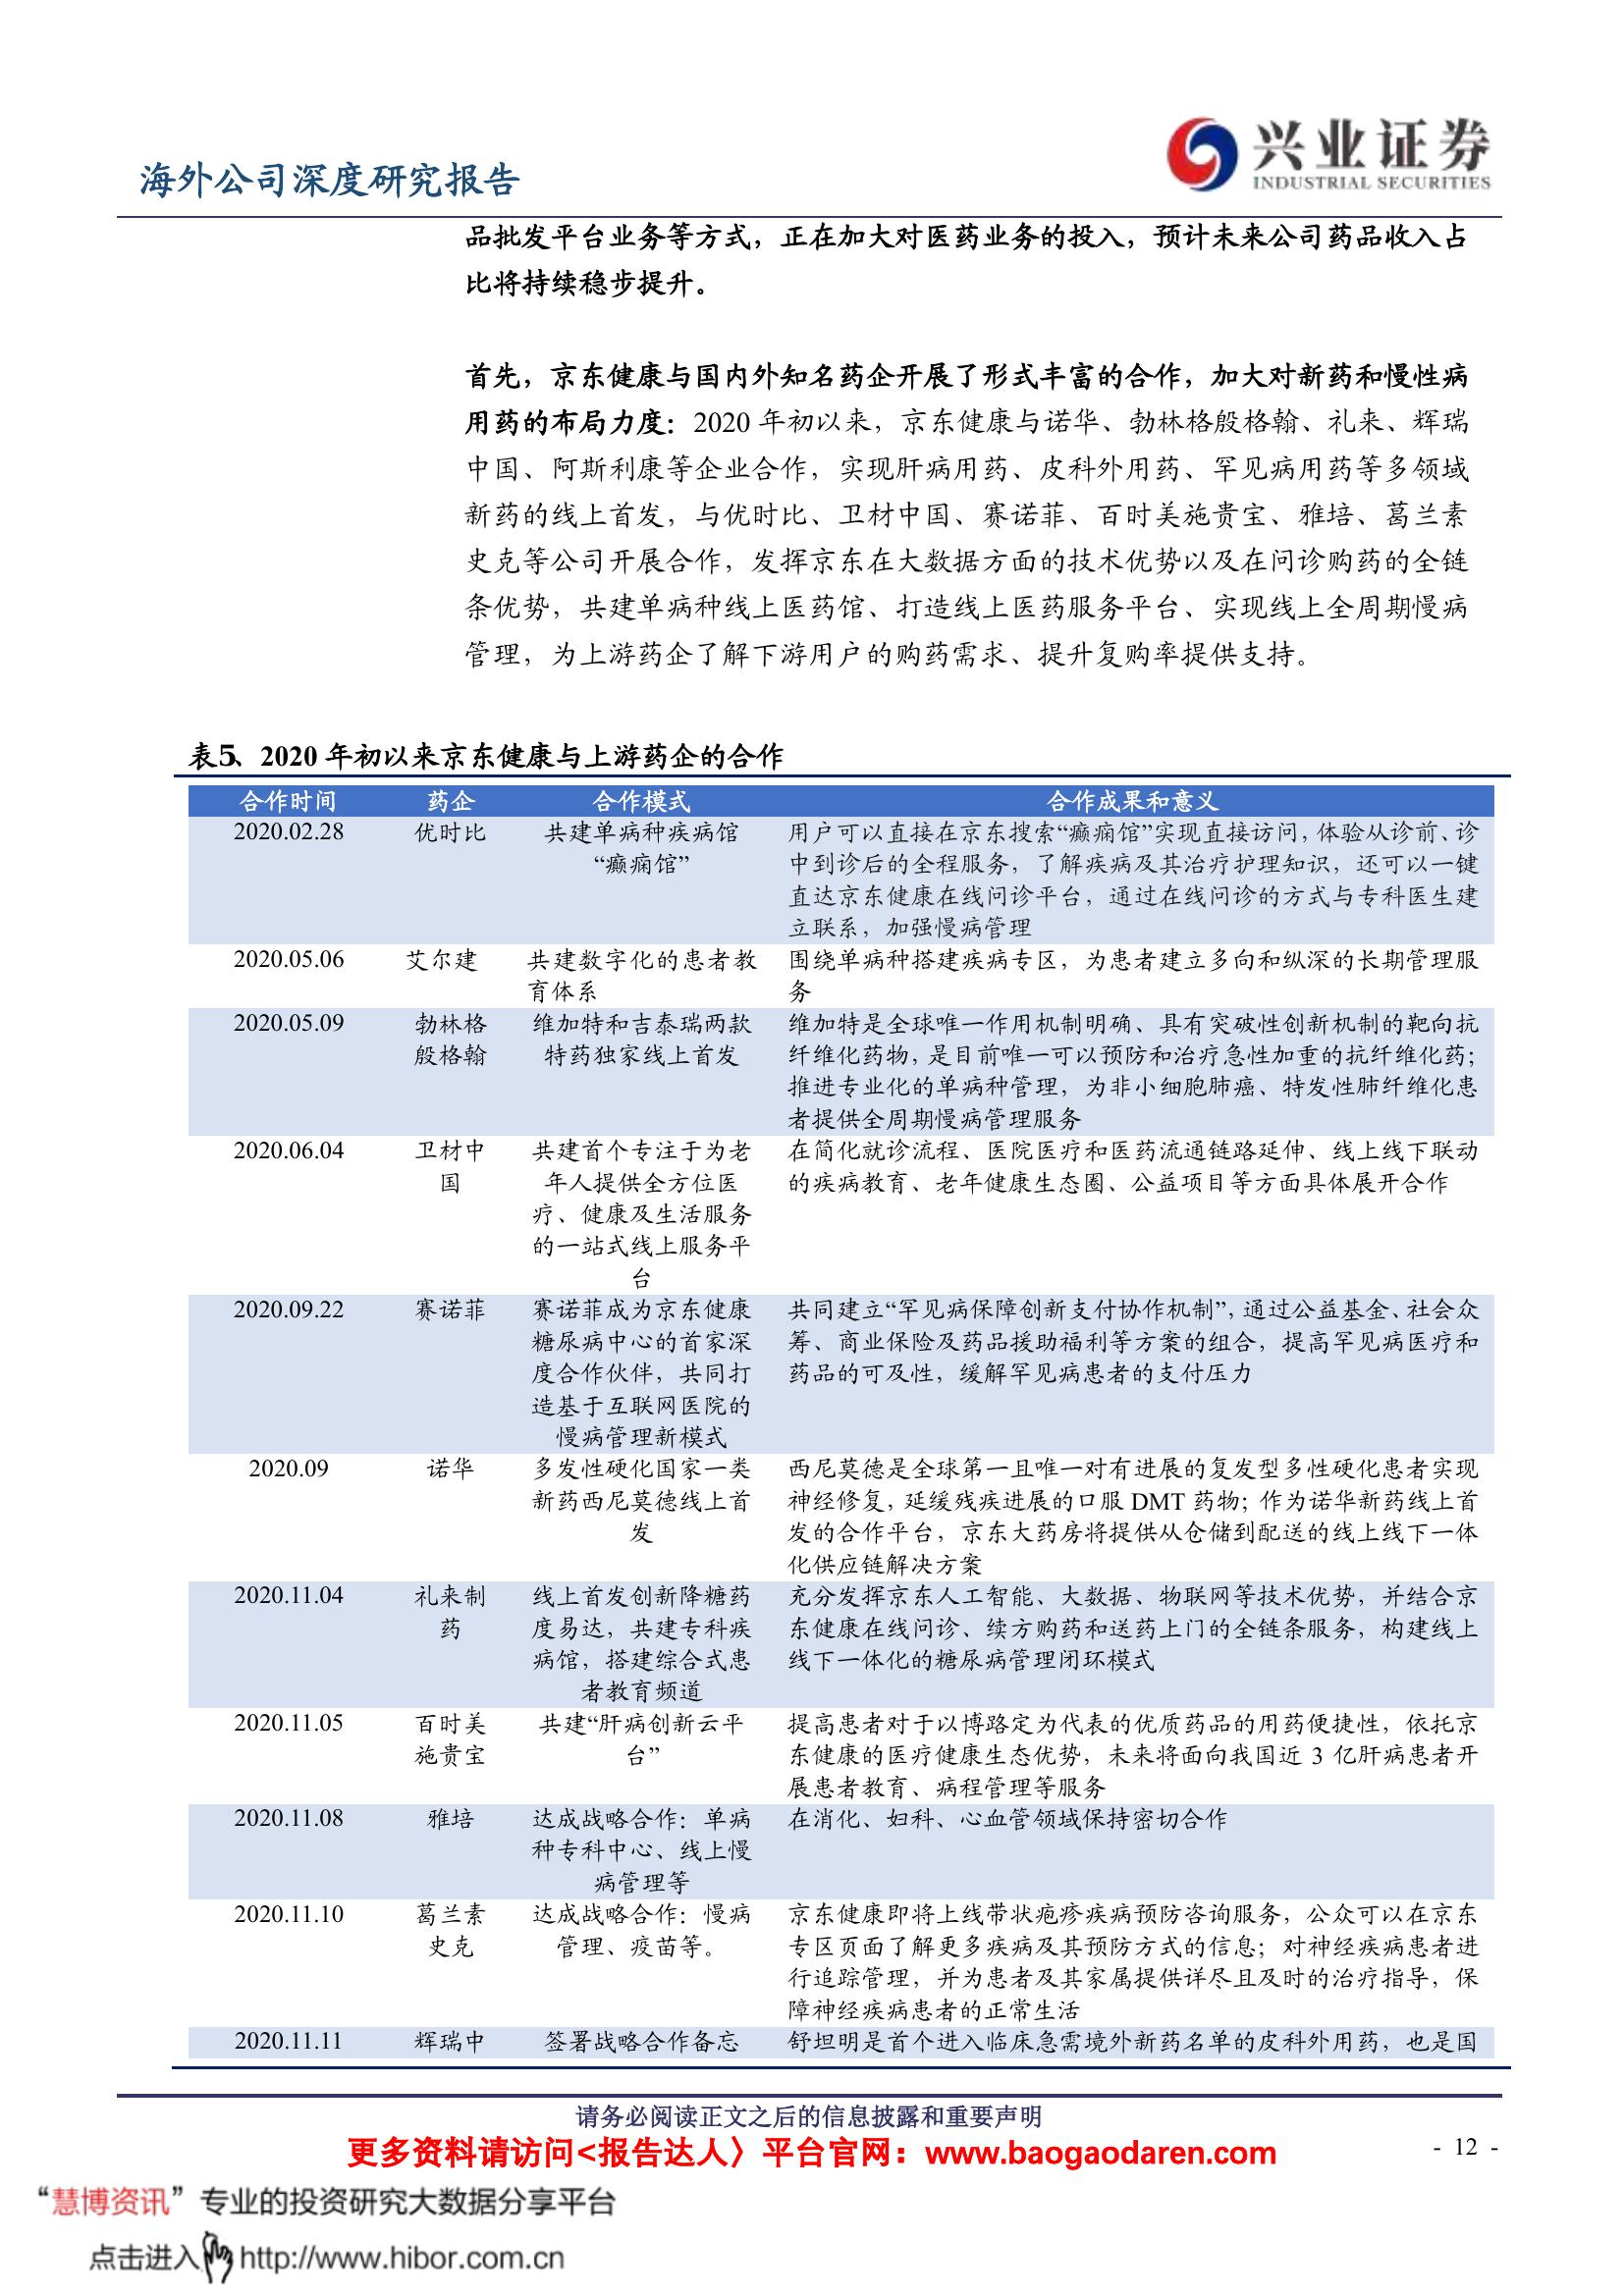 海外公司深度研究报告
兴业证券
INDUSTRIAL SECURITIES
品批发平台业务等方式，正在加大对医药业务的投入，预计未来公司药品收入占
比将持续稳步提升。
首先，京东健康与国内外知名药企开展了形式丰富的合作，加大对新药和慢性病
用药的布局力度：2020 年初以来，京东健康与诺华、勃林格殷格翰、礼来、辉瑞
中国、阿斯利康等企业合作，实现肝病用药、皮科外用药、罕见病用药等多领域
新药的线上首发，与优时比、卫材中国、赛诺菲、百时美施贵宝、雅培、葛兰素
史克等公司开展合作，发挥京东在大数据方面的技术优势以及在问诊购药的全链
条优势，共建单病种线上医药馆、打造线上医药服务平台、实现线上全周期慢病
管理，为上游药企了解下游用户的购药需求、提升复购率提供支持。
表5、2020 年初以来京东健康与上游药企的合作
合作时间 药企 合作模式 合作成果和意义
2020.02.28 优时比 共建单病种疾病馆 用户可以直接在京东搜索“癫痫馆”实现直接访问，体验从诊前、诊
“癫痫馆” 中到诊后的全程服务，了解疾病及其治疗护理知识，还可以一键
直达京东健康在线问诊平台，通过在线问诊的方式与专科医生建
立联系，加强慢病管理
2020.05.06 艾尔建 共建数字化的患者教 围绕单病种搭建疾病专区，为患者建立多向和纵深的长期管理服
育体系 务
2020.05.09 勃林格 维加特和吉泰瑞两款 维加特是全球唯一作用机制明确、具有突破性创新机制的靶向抗
殷格翰 特药独家线上首发 纤维化药物，是目前唯一可以预防和治疗急性加重的抗纤维化药；
推进专业化的单病种管理，为非小细胞肺癌、特发性肺纤维化患
者提供全周期慢病管理服务
2020.06.04 卫材中 共建首个专注于为老 在简化就诊流程、医院医疗和医药流通链路延伸、线上线下联动
国 年人提供全方位医 的疾病教育、老年健康生态圈、公益项目等方面具体展开合作
疗、健康及生活服务
的一站式线上服务平
台
2020.09.22 赛诺菲 赛诺菲成为京东健康 共同建立“罕见病保障创新支付协作机制”，通过公益基金、社会众
糖尿病中心的首家深 筹、商业保险及药品援助福利等方案的组合，提高罕见病医疗和
度合作伙伴，共同打 药品的可及性，缓解罕见病患者的支付压力
造基于互联网医院的
慢病管理新模式
2020.09 诺华 多发性硬化国家一类 西尼莫德是全球第一且唯一对有进展的复发型多性硬化患者实现
新药西尼莫德线上首 神经修复，延缓残疾进展的口服 DMT 药物；作为诺华新药线上首
发 发的合作平台，京东大药房将提供从仓储到配送的线上线下一体
化供应链解决方案
2020.11.04 礼来制 线上首发创新降糖药 充分发挥京东人工智能、大数据、物联网等技术优势，并结合京
药 度易达，共建专科疾 东健康在线问诊、续方购药和送药上门的全链条服务，构建线上
病馆，搭建综合式患 线下一体化的糖尿病管理闭环模式
者教育频道
2020.11.05 百时美 共建“肝病创新云平 提高患者对于以博路定为代表的优质药品的用药便捷性，依托京
施贵宝 台” 东健康的医疗健康生态优势，未来将面向我国近 3 亿肝病患者开
展患者教育、病程管理等服务
2020.11.08 雅培 达成战略合作：单病 在消化、妇科、心血管领域保持密切合作
种专科中心、线上慢
病管理等
2020.11.10 葛兰素 达成战略合作：慢病 京东健康即将上线带状疱疹疾病预防咨询服务，公众可以在京东
史克 管理、疫苗等。 专区页面了解更多疾病及其预防方式的信息；对神经疾病患者进
行追踪管理，并为患者及其家属提供详尽且及时的治疗指导，保
障神经疾病患者的正常生活
2020.11.11 辉瑞中 签署战略合作备忘 舒坦明是首个进入临床急需境外新药名单的皮科外用药，也是国
请务必阅读正文之后的信息披露和重要声明
更多资料请访问<报告达人〉平台官网：www.baogaodaren.com
- 12 -
“慧博资讯”专业的投资研究大数据分享平台
点击进入 http://www.hibor.com.cn